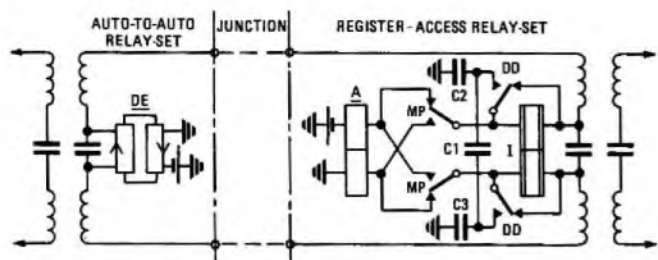 AUTO-TO-AUTO
RELAY-SET
JUNCTION
REGISTER-ACCESS RELAY-SET
DE
A
MP
MP
C2
C1
C3
DD
I
DD